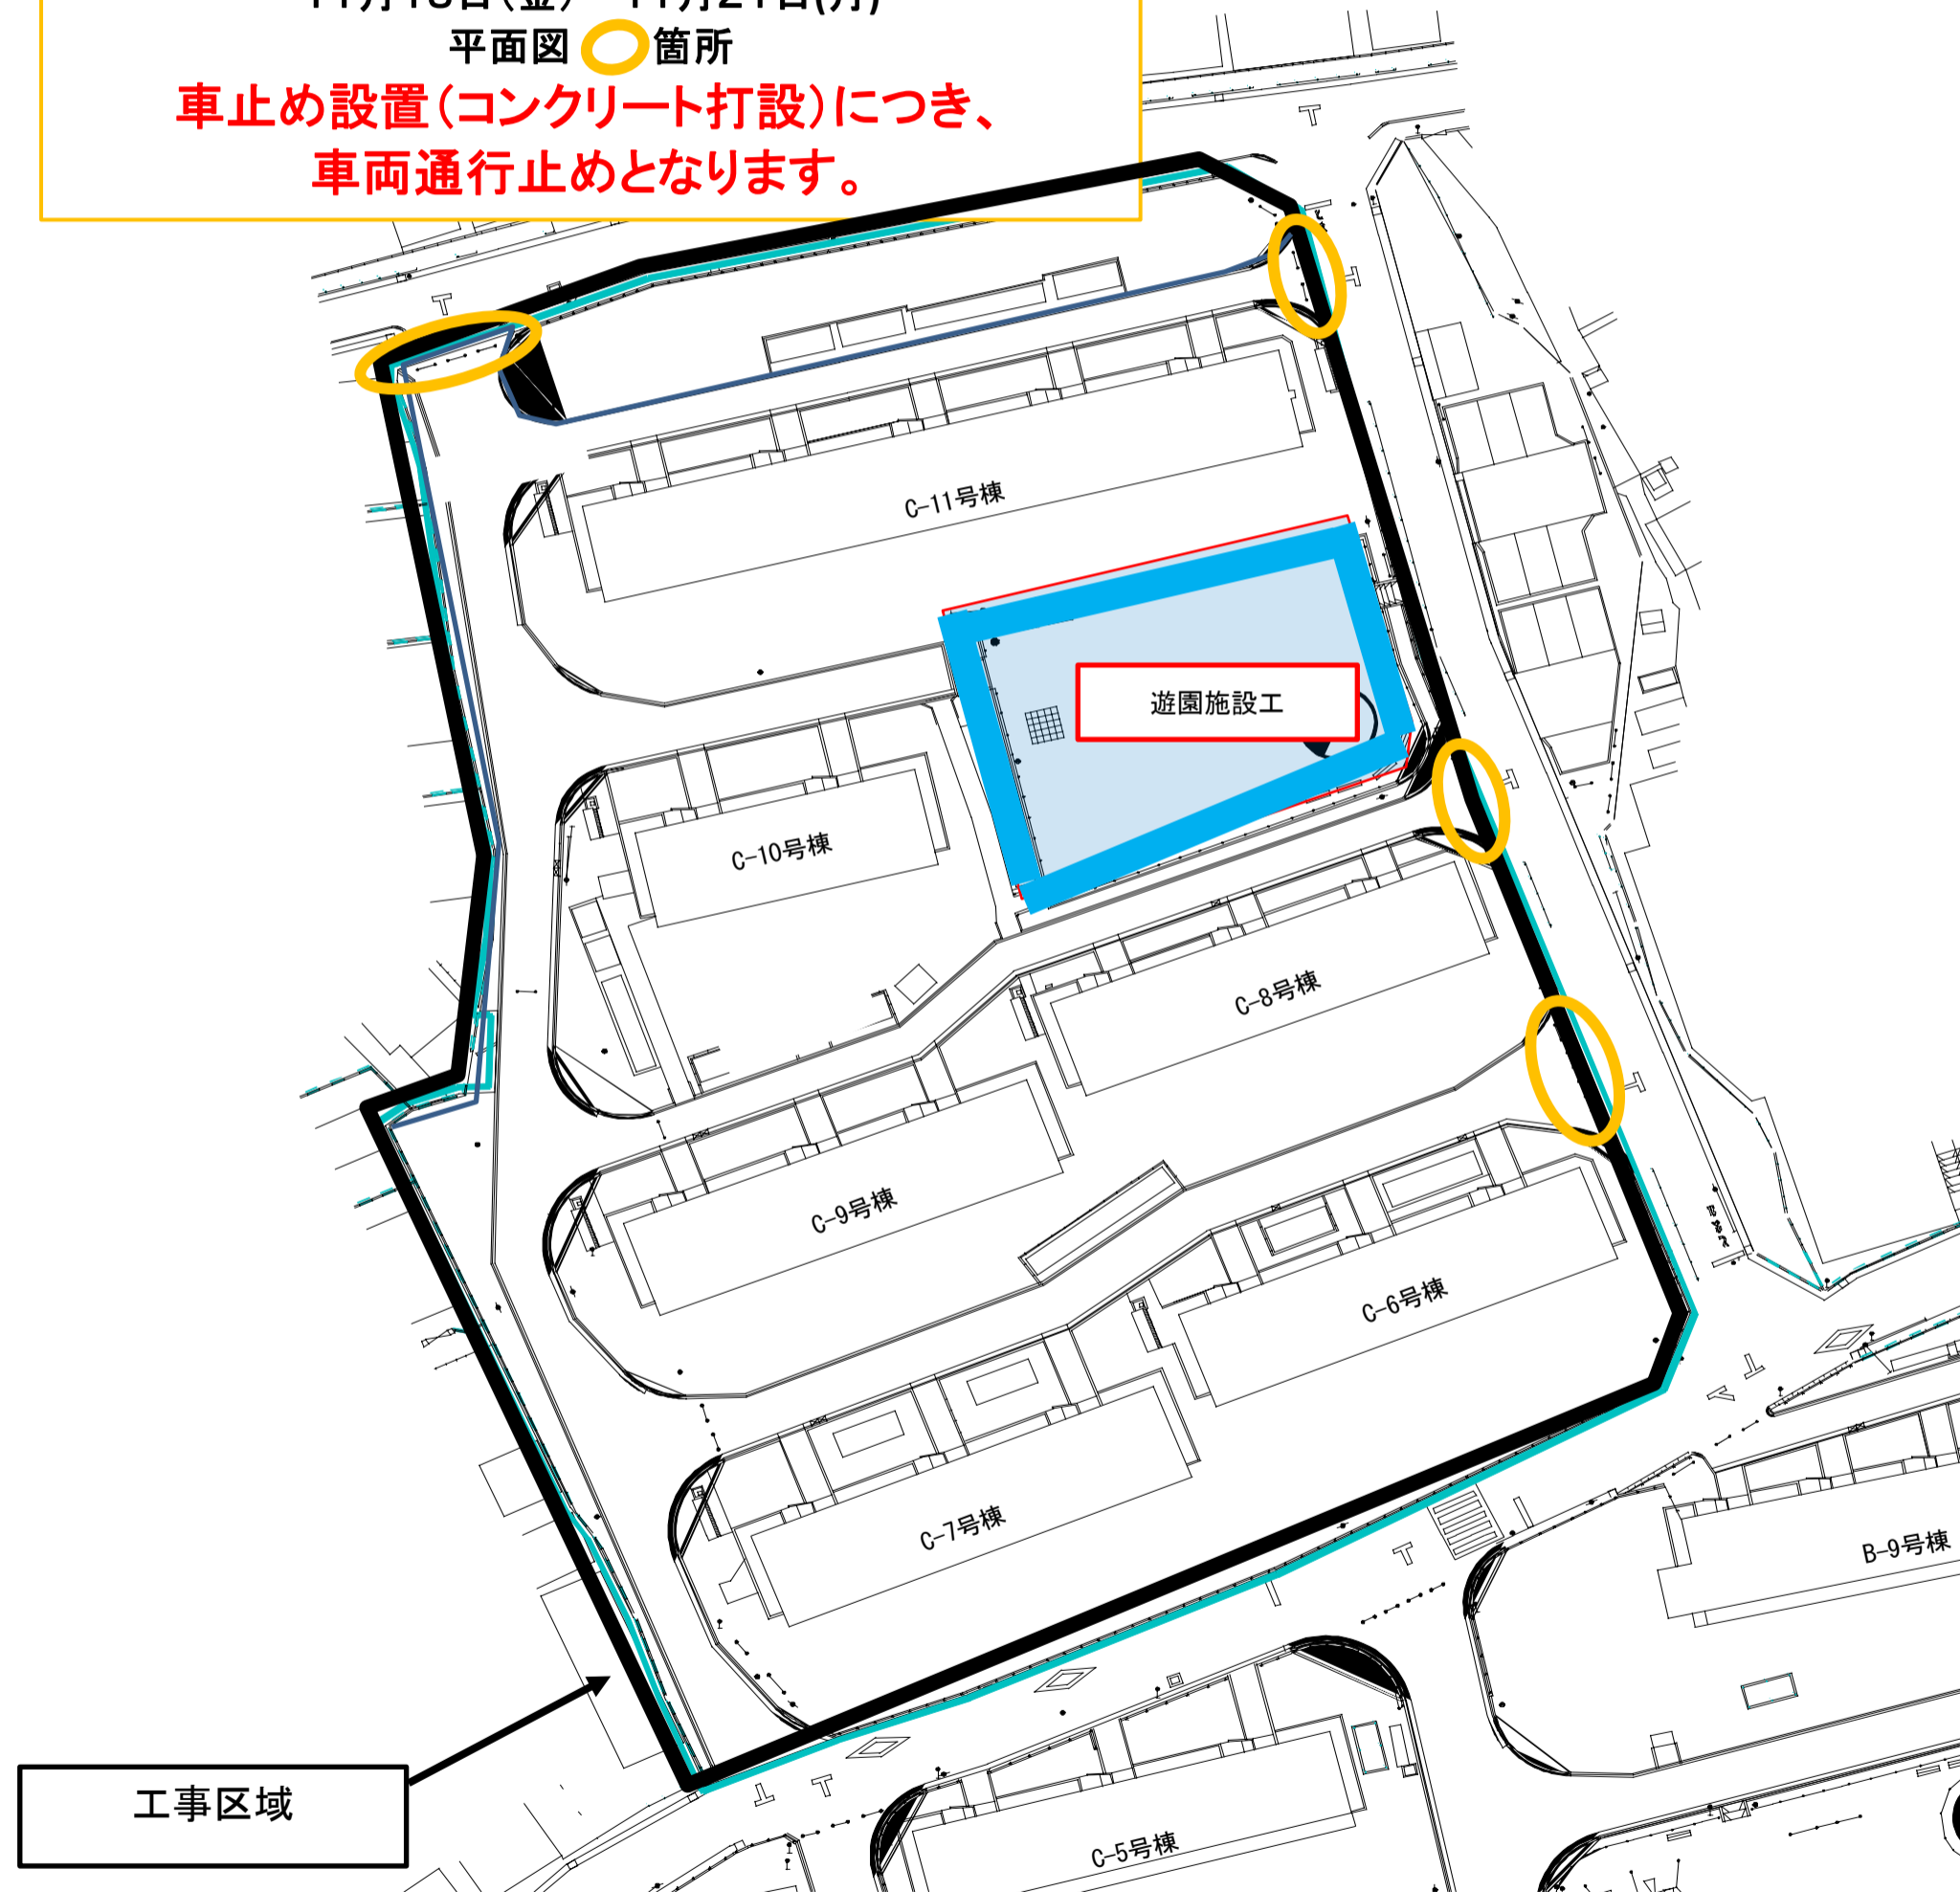 平面図 箇所
車止め設置(コンクリート打設)につき、
車両通行止めとなります。
C-11号棟
遊園施設工
C-10号棟
C-8号棟
C-9号棟
C-6号棟
C-7号棟
B-9号棟
工事区域
C-5号棟